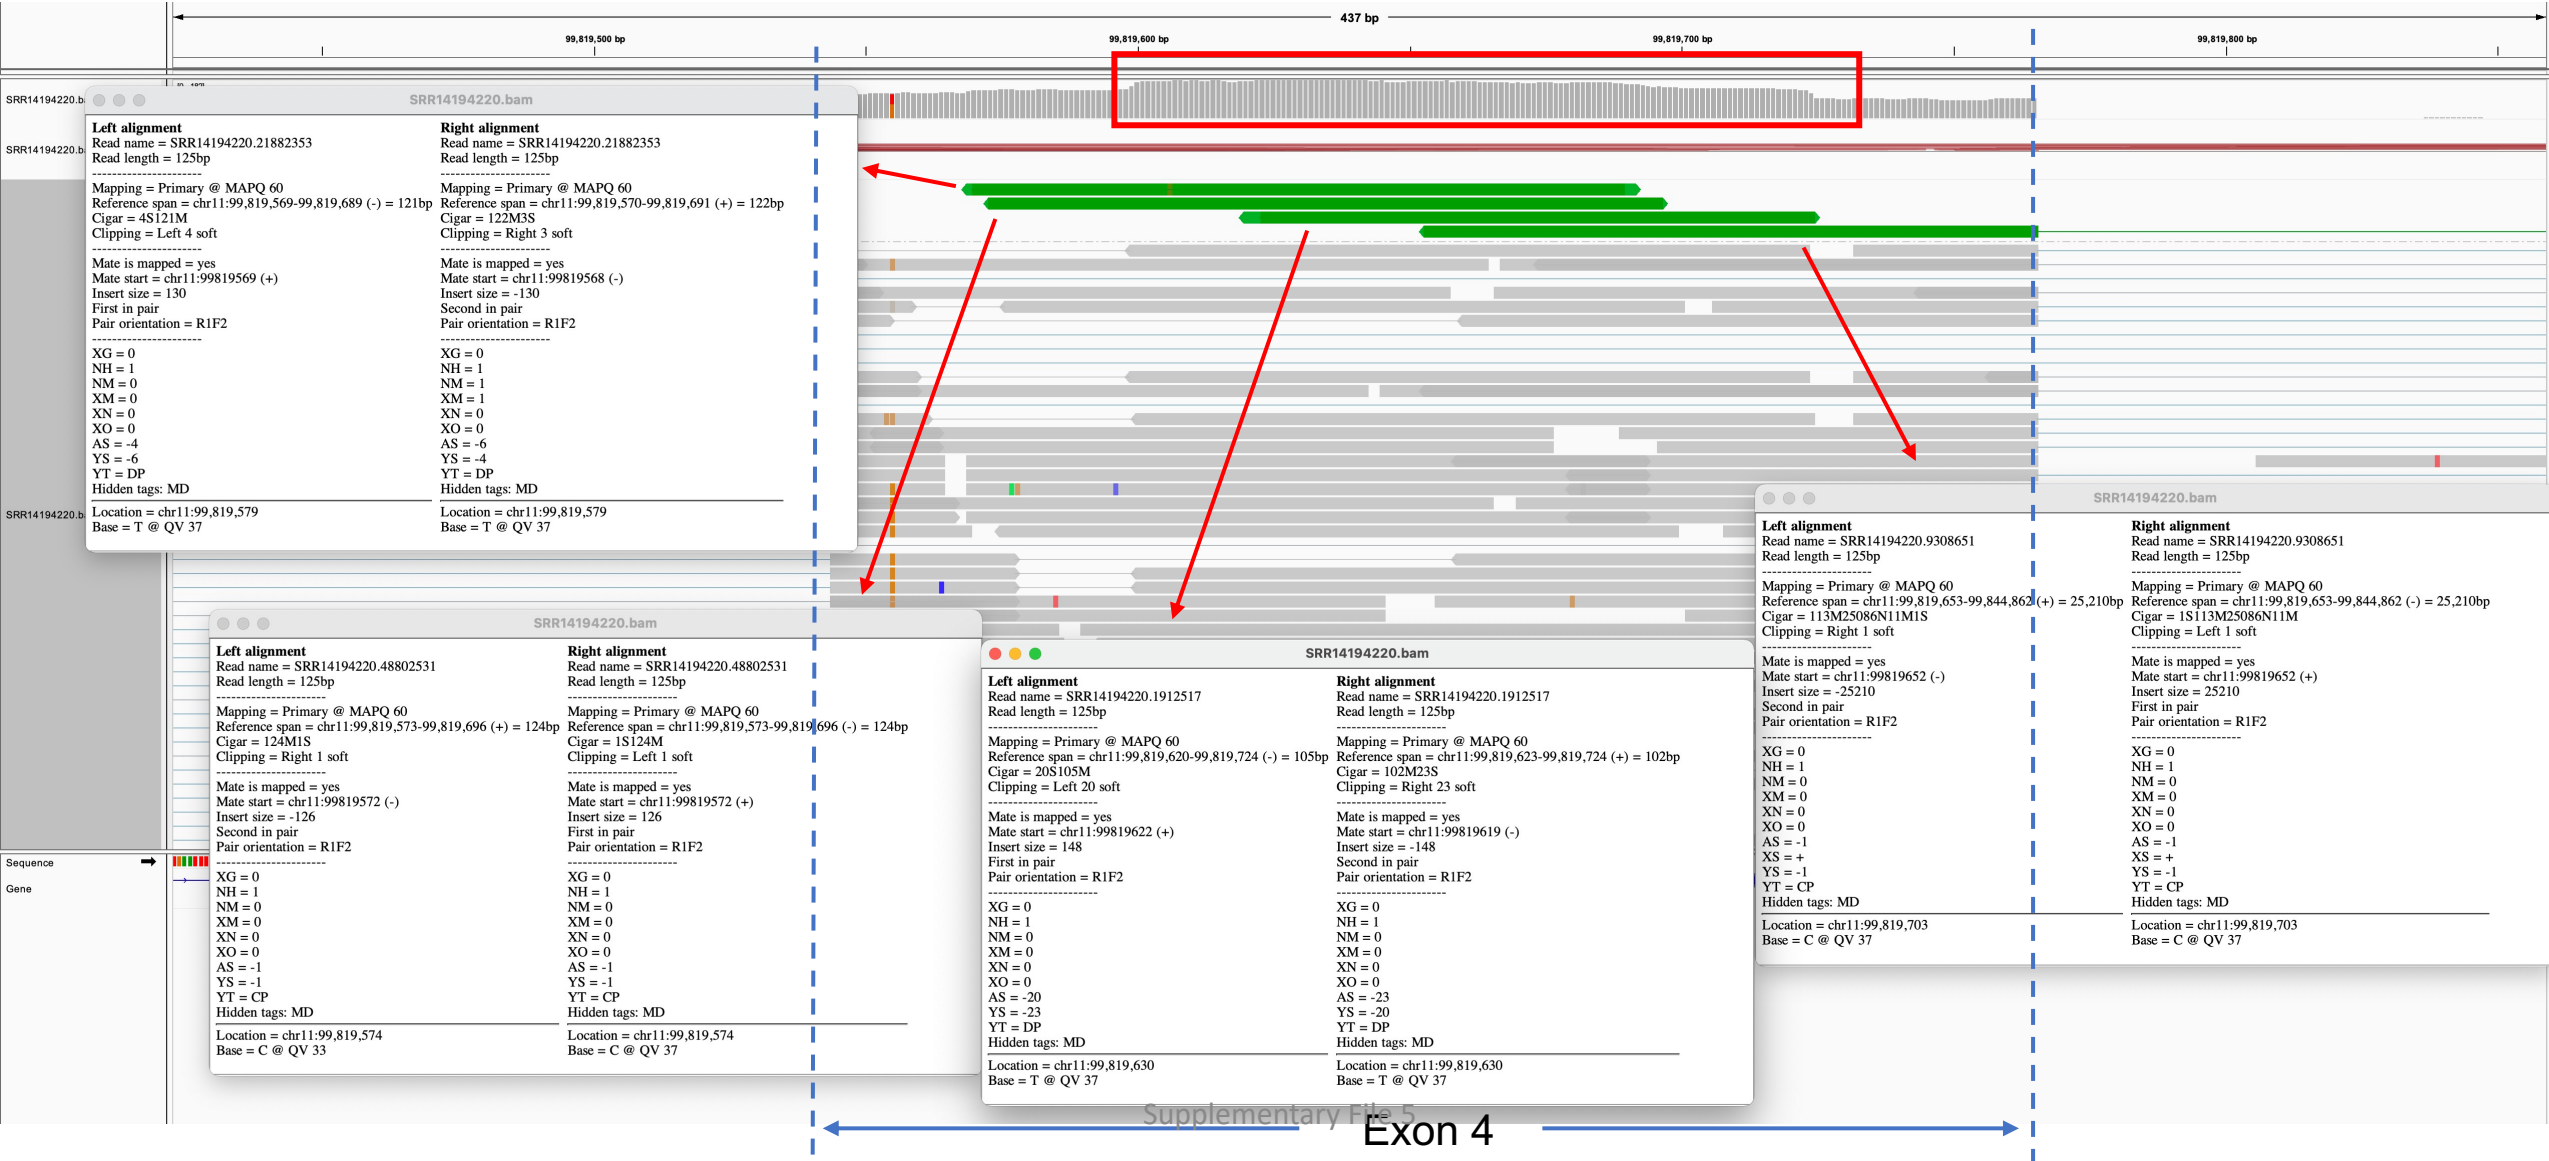 437 bp
99,819,500 bp
99,819,600 bp
99,819,700 bp
99,819,800 bp
SRR14194220.b
SRR14194220.b
SRR14194220.b
Sequence
Gene
SRR14194220.bam
Left alignment
Read name = SRR14194220.21882353
Read length = 125bp
----------------------
Mapping = Primary @ MAPQ 60
Reference span = chr11:99,819,569-99,819,689 (-) = 121bp
Cigar = 4S121M
Clipping = Left 4 soft
----------------------
Mate is mapped = yes
Mate start = chr11:99819569 (+)
Insert size = 130
First in pair
Pair orientation = R1F2
----------------------
XG = 0
NH = 1
NM = 0
XM = 0
XN = 0
XO = 0
AS = -4
YS = -6
YT = DP
Hidden tags: MD
Location = chr11:99,819,579
Base = T @ QV 37
Right alignment
Read name = SRR14194220.21882353
Read length = 125bp
----------------------
Mapping = Primary @ MAPQ 60
Reference span = chr11:99,819,570-99,819,691 (+) = 122bp
Cigar = 122M3S
Clipping = Right 3 soft
----------------------
Mate is mapped = yes
Mate start = chr11:99819568 (-)
Insert size = -130
Second in pair
Pair orientation = R1F2
----------------------
XG = 0
NH = 1
NM = 1
XM = 1
XN = 0
XO = 0
AS = -6
YS = -4
YT = DP
Hidden tags: MD
Location = chr11:99,819,579
Base = T @ QV 37
SRR14194220.bam
Left alignment
Read name = SRR14194220.48802531
Read length = 125bp
----------------------
Mapping = Primary @ MAPQ 60
Reference span = chr11:99,819,573-99,819,696 (+) = 124bp
Cigar = 124M1S
Clipping = Right 1 soft
----------------------
Mate is mapped = yes
Mate start = chr11:99819572 (-)
Insert size = -126
Second in pair
Pair orientation = R1F2
----------------------
XG = 0
NH = 1
NM = 0
XM = 0
XN = 0
XO = 0
AS = -1
YS = -1
YT = CP
Hidden tags: MD
Location = chr11:99,819,574
Base = C @ QV 33
Right alignment
Read name = SRR14194220.48802531
Read length = 125bp
----------------------
Mapping = Primary @ MAPQ 60
Reference span = chr11:99,819,573-99,819,696 (-) = 124bp
Cigar = 1S124M
Clipping = Left 1 soft
----------------------
Mate is mapped = yes
Mate start = chr11:99819572 (+)
Insert size = 126
First in pair
Pair orientation = R1F2
----------------------
XG = 0
NH = 1
NM = 0
XM = 0
XN = 0
XO = 0
AS = -1
YS = -1
YT = CP
Hidden tags: MD
Location = chr11:99,819,574
Base = C @ QV 37
SRR14194220.bam
Left alignment
Read name = SRR14194220.1912517
Read length = 125bp
----------------------
Mapping = Primary @ MAPQ 60
Reference span = chr11:99,819,620-99,819,724 (-) = 105bp
Cigar = 20S105M
Clipping = Left 20 soft
----------------------
Mate is mapped = yes
Mate start = chr11:99819622 (+)
Insert size = 148
First in pair
Pair orientation = R1F2
----------------------
XG = 0
NH = 1
NM = 0
XM = 0
XN = 0
XO = 0
AS = -20
YS = -23
YT = DP
Hidden tags: MD
Location = chr11:99,819,630
Base = T @ QV 37
Right alignment
Read name = SRR14194220.1912517
Read length = 125bp
----------------------
Mapping = Primary @ MAPQ 60
Reference span = chr11:99,819,623-99,819,724 (+) = 102bp
Cigar = 102M23S
Clipping = Right 23 soft
----------------------
Mate is mapped = yes
Mate start = chr11:99819619 (-)
Insert size = -148
Second in pair
Pair orientation = R1F2
----------------------
XG = 0
NH = 1
NM = 0
XM = 0
XN = 0
XO = 0
AS = -23
YS = -20
YT = DP
Hidden tags: MD
Location = chr11:99,819,630
Base = T @ QV 37
SRR14194220.bam
Left alignment
Read name = SRR14194220.9308651
Read length = 125bp
----------------------
Mapping = Primary @ MAPQ 60
Reference span = chr11:99,819,653-99,844,862 (+) = 25,210bp
Cigar = 113M25086N11M1S
Clipping = Right 1 soft
----------------------
Mate is mapped = yes
Mate start = chr11:99819652 (-)
Insert size = -25210
Second in pair
Pair orientation = R1F2
----------------------
XG = 0
NH = 1
NM = 0
XM = 0
XN = 0
XO = 0
AS = -1
XS = +
YS = -1
YT = CP
Hidden tags: MD
Location = chr11:99,819,703
Base = C @ QV 37
Right alignment
Read name = SRR14194220.9308651
Read length = 125bp
----------------------
Mapping = Primary @ MAPQ 60
Reference span = chr11:99,819,653-99,844,862 (-) = 25,210bp
Cigar = 1S113M25086N11M
Clipping = Left 1 soft
----------------------
Mate is mapped = yes
Mate start = chr11:99819652 (+)
Insert size = 25210
First in pair
Pair orientation = R1F2
----------------------
XG = 0
NH = 1
NM = 0
XM = 0
XN = 0
XO = 0
AS = -1
XS = +
YS = -1
YT = CP
Hidden tags: MD
Location = chr11:99,819,703
Base = C @ QV 37
Supplementary File 5
Exon 4